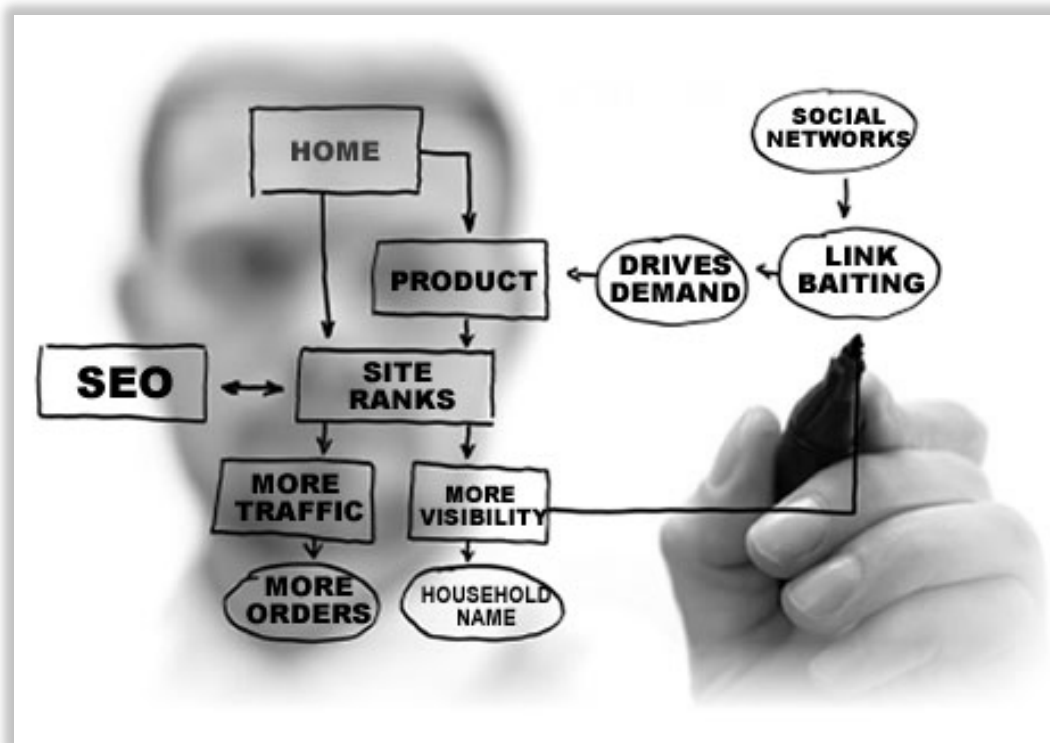 HOME
SOCIAL
NETWORKS
PRODUCT
DRIVES
DEMAND
LINK
BAITING
SEO
SITE
RANKS
MORE
TRAFFIC
MORE
VISIBILITY
MORE
ORDERS
HOUSEHOLD
NAME